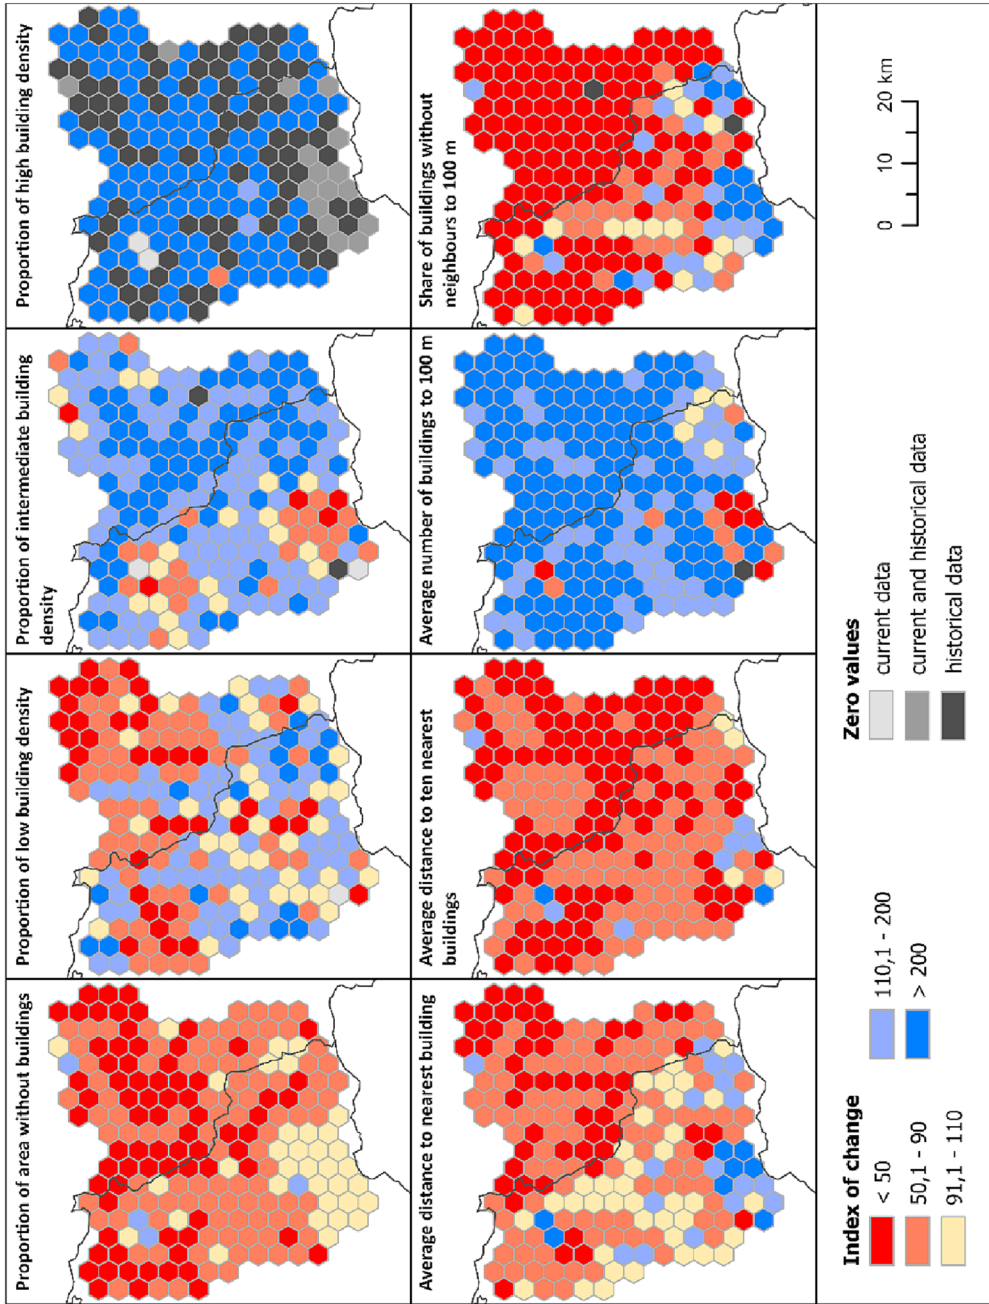 Proportion of area without buildings
Proportion of low building density
Proportion of intermediate building
density
Proportion of high building density
Average distance to nearest building
Average distance to ten nearest
buildings
Average number of buildings to 100 m
Share of buildings without
neighbours to 100 m
Index of change
< 50
50,1 - 90
91,1 - 110
110,1 - 200
> 200
Zero values
current data
current and historical data
historical data
0 10 20 km